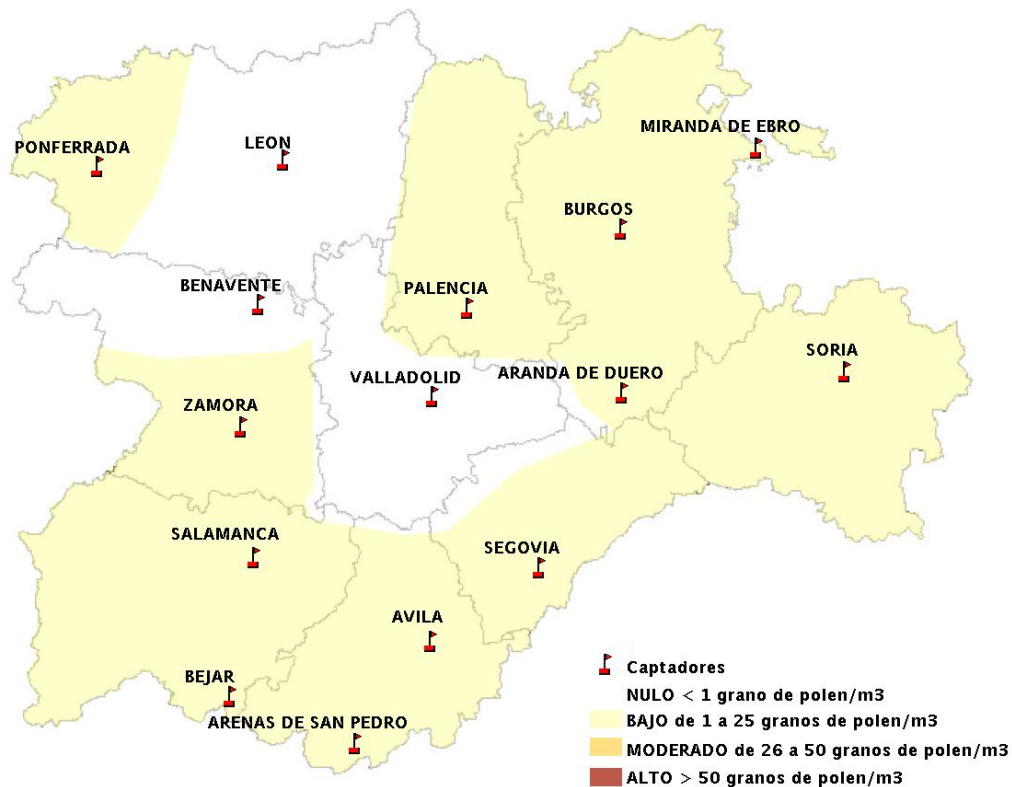 MIRANDA DE EBRO
PONFERRADA
LEON
BURGOS
BENAVENTE
PALENCIA
SORIA
VALLADOLID
ARANDA DE DUERO
ZAMORA
SALAMANCA
SEGOVIA
AVILA
BEJAR
ARENAS DE SAN PEDRO
Captadores
NULO < 1 grano de polen/m3
BAJO de 1 a 25 granos de polen/m3
MODERADO de 26 a 50 granos de polen/m3
ALTO > 50 granos de polen/m3